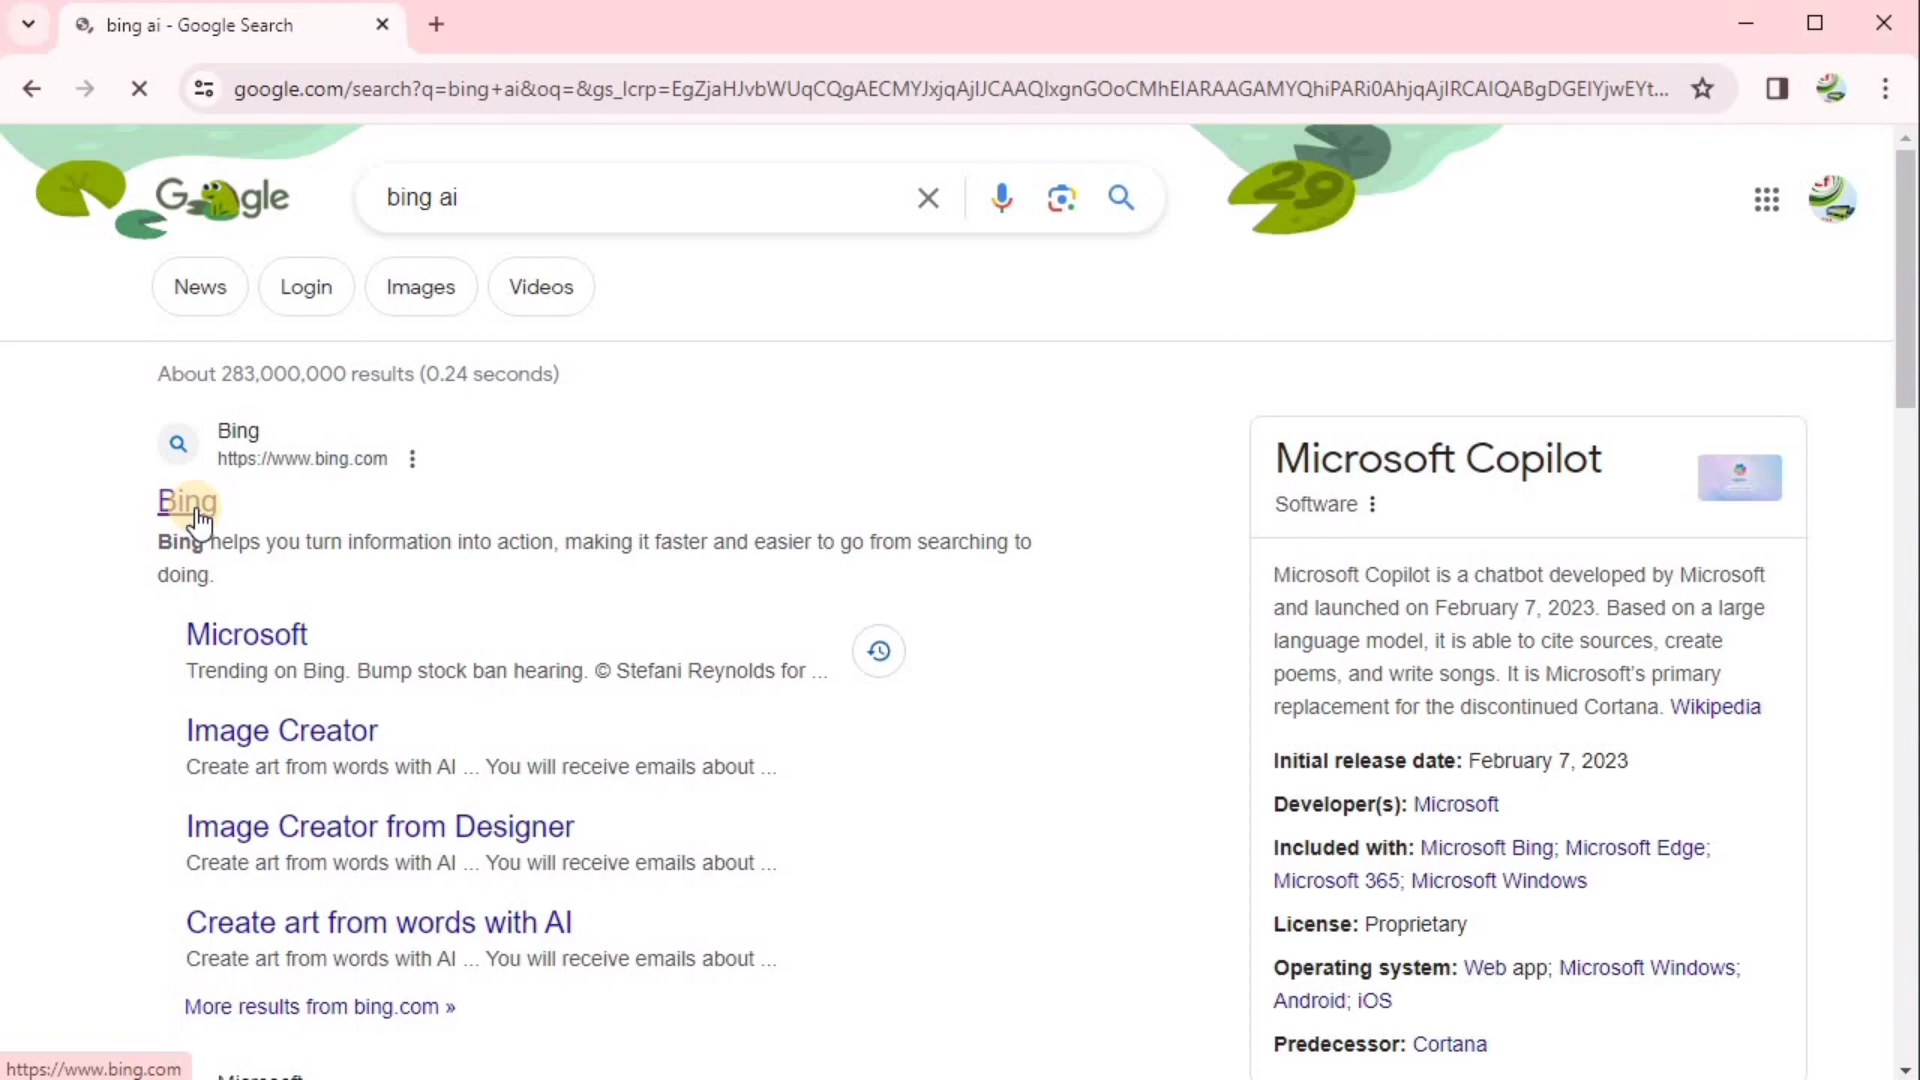 bing ai - Google Search
google.com/search?q=bing+ai&oq=&gs_lcrp=EgZjaHJvbWUqCQgAECMYJxjqAjIJCAAQIxgnGOoCMhEIARAAGAMYQhiPARi0AhjqAjIRCAIQABgDGEIYjwEYt...
Google
bing ai
29
News
Login
Images
Videos
About 283,000,000 results (0.24 seconds)
Bing
https://www.bing.com
Bing
Bing helps you turn information into action, making it faster and easier to go from searching to
doing.
Microsoft
Trending on Bing. Bump stock ban hearing. © Stefani Reynolds for ...
Image Creator
Create art from words with AI ... You will receive emails about ...
Image Creator from Designer
Create art from words with AI ... You will receive emails about ...
Create art from words with AI
Create art from words with AI ... You will receive emails about ...
More results from bing.com »
Microsoft Copilot
Software
Microsoft Copilot is a chatbot developed by Microsoft
and launched on February 7, 2023. Based on a large
language model, it is able to cite sources, create
poems, and write songs. It is Microsoft's primary
replacement for the discontinued Cortana. Wikipedia
Initial release date: February 7, 2023
Developer(s): Microsoft
Included with: Microsoft Bing; Microsoft Edge;
Microsoft 365; Microsoft Windows
License: Proprietary
Operating system: Web app; Microsoft Windows;
Android; iOS
Predecessor: Cortana
https://www.bing.com
Microsoft